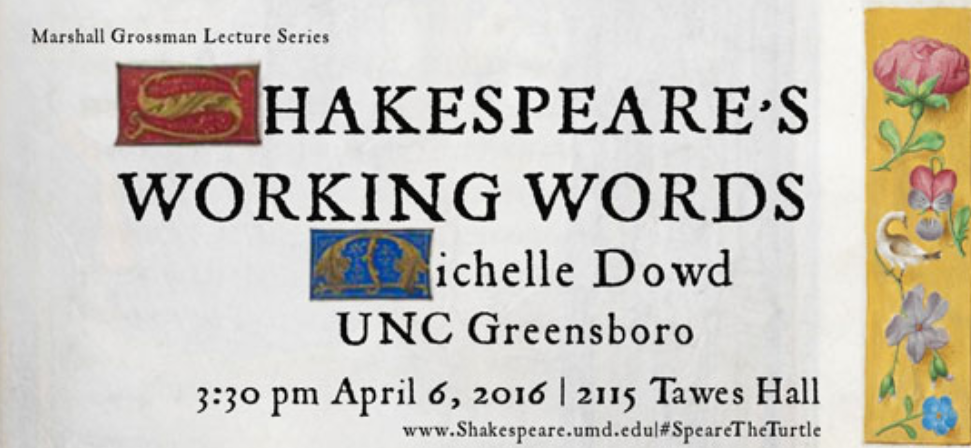 Marshall Grossman Lecture Series
SHAKESPEARE'S
WORKING WORDS
Michelle Dowd
UNC Greensboro
3:30 pm April 6, 2016 | 2115 Tawes Hall
www.Shakespeare.umd.edu|#SpeareTheTurtle